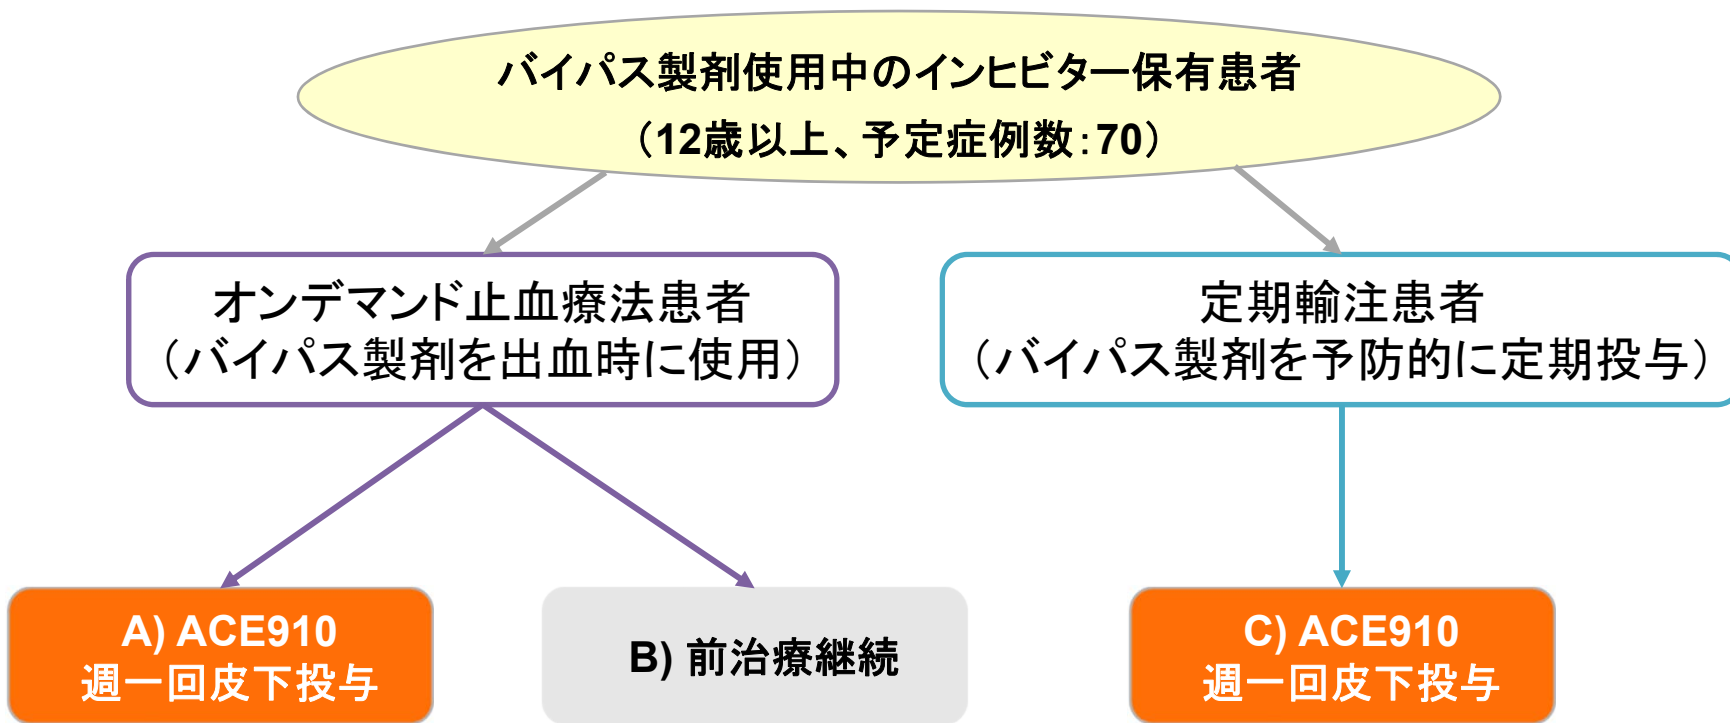 バイパス製剤使用中のインヒビター保有患者
（12歳以上、予定症例数：70）
オンデマンド止血療法患者
（バイパス製剤を出血時に使用）
定期輸注患者
（バイパス製剤を予防的に定期投与）
A) ACE910
週一回皮下投与
B) 前治療継続
C) ACE910
週一回皮下投与